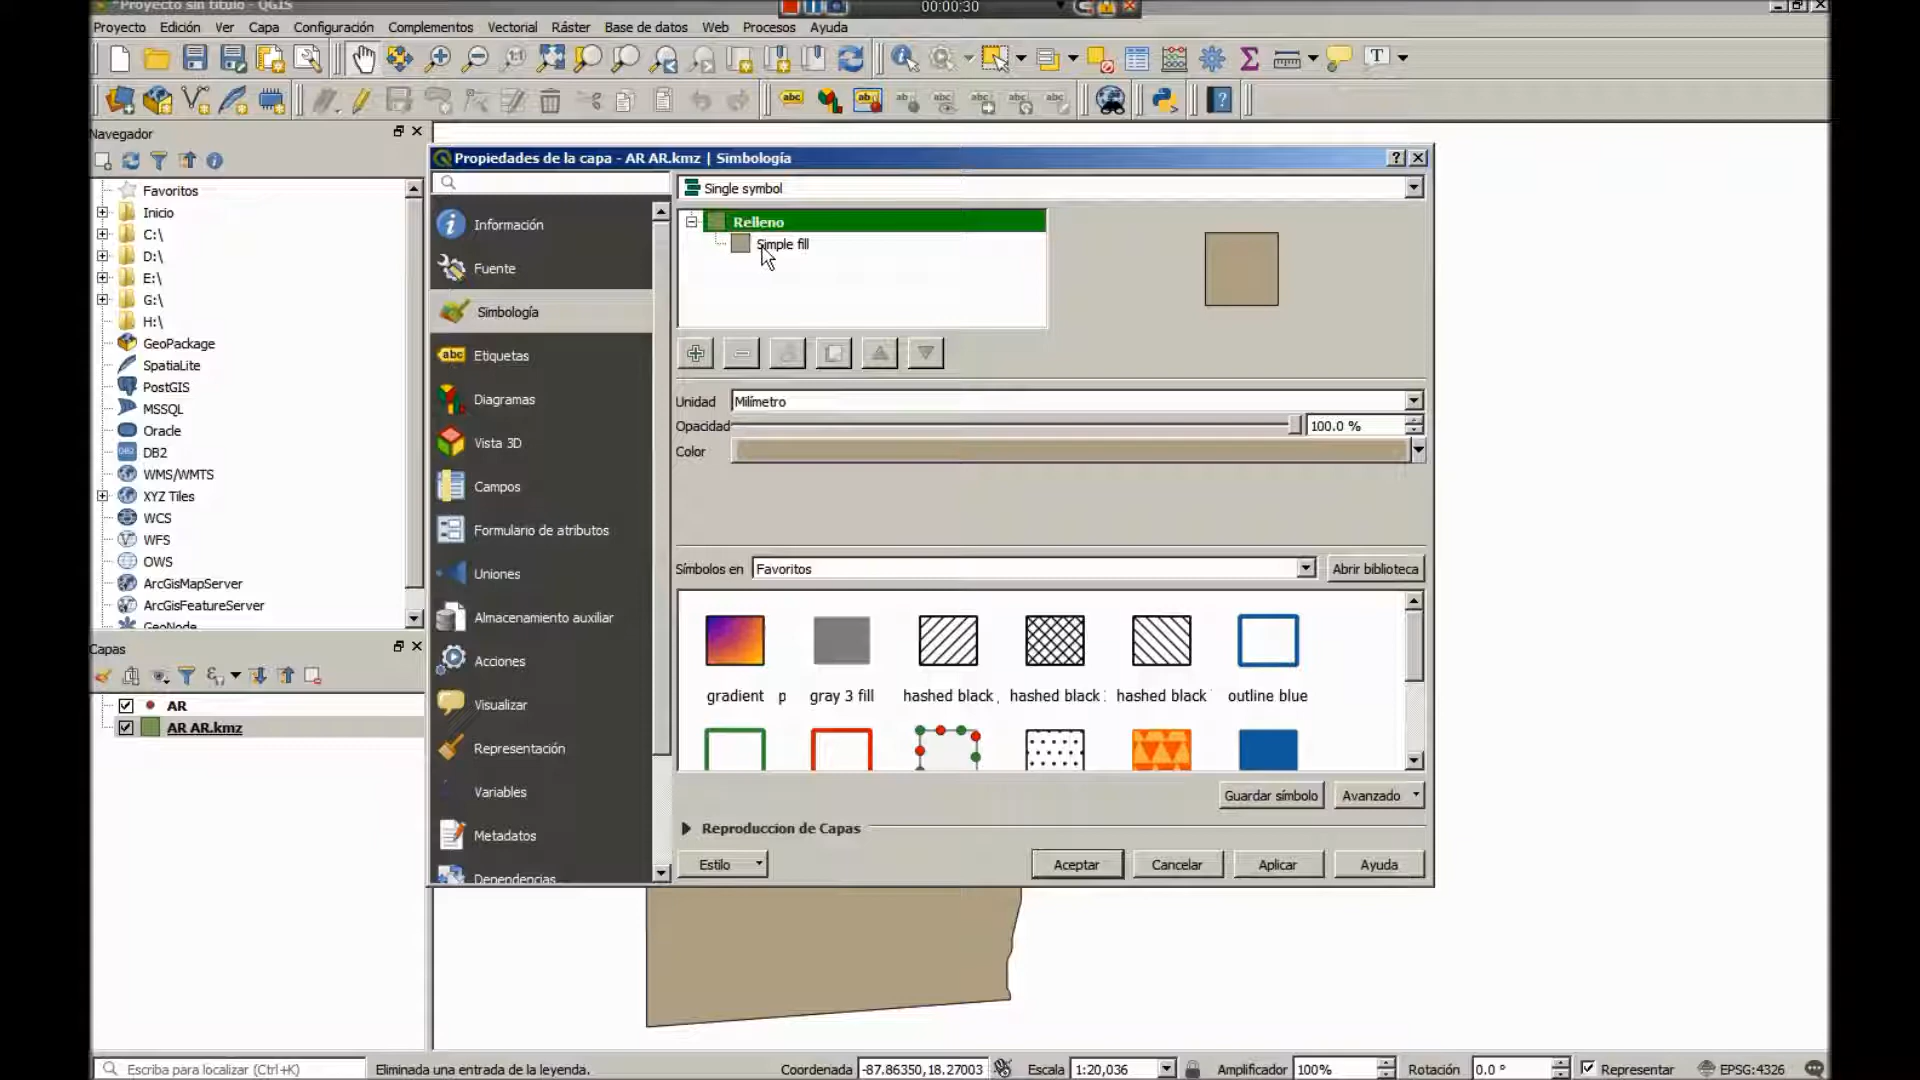 *Proyecto sin título - QGIS
00:00:30
Proyecto Edición Ver Capa Configuración Complementos Vectorial Ráster Base de datos Web Procesos Ayuda
Navegador
Favoritos
Inicio
C:\
D:\
E:\
G:\
H:\
GeoPackage
SpatiaLite
PostGIS
MSSQL
Oracle
DB2
WMS/WMTS
XYZ Tiles
WCS
WFS
OWS
ArcGisMapServer
ArcGisFeatureServer
GeoNode
Capas
AR
AR AR.kmz
Propiedades de la capa - AR AR.kmz | Simbología
Información
Fuente
Simbología
abc Etiquetas
Diagramas
Vista 3D
Campos
Formulario de atributos
Uniones
Almacenamiento auxiliar
Acciones
Visualizar
Representación
Variables
Metadatos
Dependencias
Single symbol
Relleno
Simple fill
Unidad Milímetro
Opacidad 100.0 %
Color
Símbolos en Favoritos Abrir biblioteca
gradient p gray 3 fill hashed black hashed black hashed black outline blue
Guardar símbolo Avanzado
Reproduccion de Capas
Estilo Aceptar Cancelar Aplicar Ayuda
Escriba para localizar (Ctrl+K) Eliminada una entrada de la leyenda. Coordenada -87.86350,18.27003 Escala 1:20,036 Amplificador 100% Rotación 0.0 ° Representar EPSG:4326